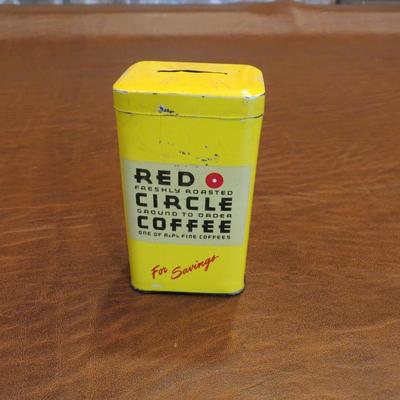 RED
FRESHLY ROASTED
CIRCLE
GROUND TO ORDER
COFFEE
ONE OF A&P's FINE COFFEES
For Savings